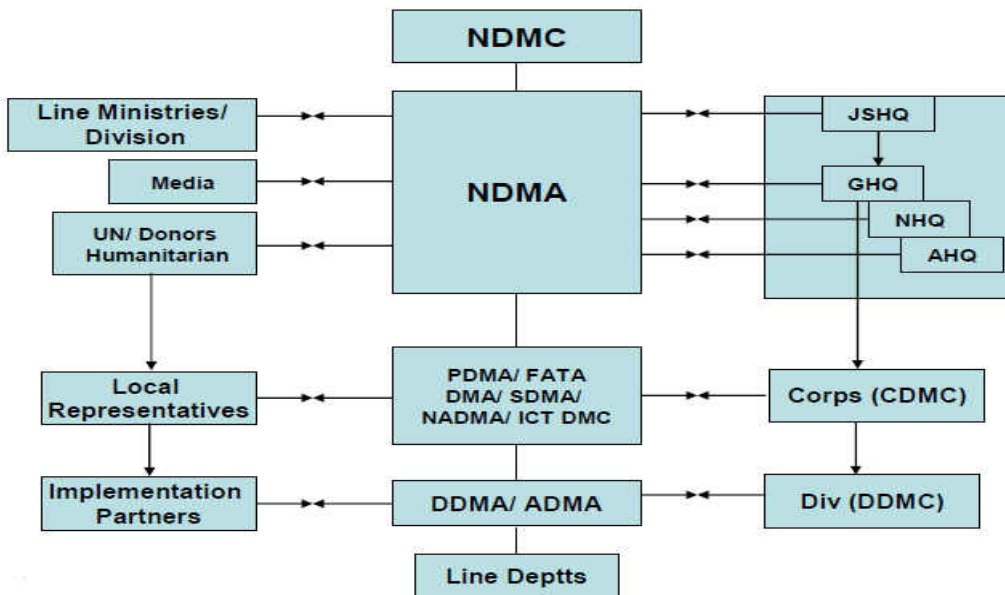 NDMC
Line Ministries/
Division
Media
UN/ Donors
Humanitarian
NDMA
JSHQ
GHQ
NHQ
AHQ
Local
Representatives
PDMA/ FATA
DMA/ SDMA/
NADMA/ ICT DMC
Corps (CDMC)
Implementation
Partners
DDMA/ ADMA
Div (DDMC)
Line Deptts